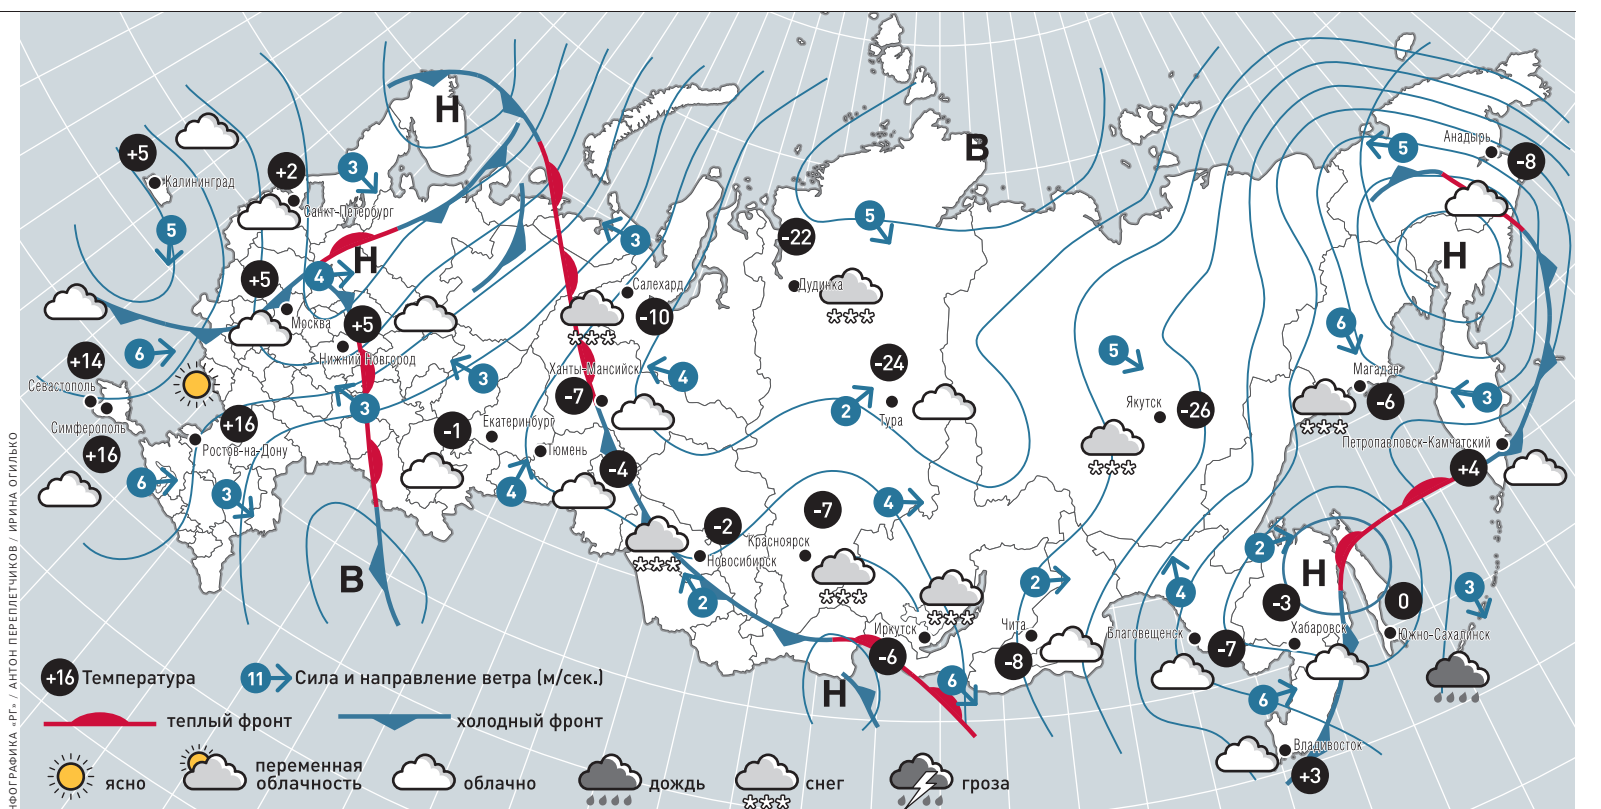 ИНФОГРАФИКА «РГ» / АНТОН ПЕРЕПЛЕТЧИКОВ / ИРИНА ОГИЛЬКО
Н
В
Анадырь
-8
5
+5
Калининград
+2
3
Санкт-Петербург
5
Н
4
+5
Москва
+5
Нижний Новгород
6
+14
Севастополь
Симферополь
+16
+16
Ростов-на-Дону
6
3
3
3
-1
Екатеринбург
Тюмень
4
3
Салехард
-10
Ханты-Мансийск
-7
4
-4
-22
Дудинка
5
-24
2
Тура
5
Якутск
-26
Н
6
Магадан
-6
3
Петропавловск-Камчатский
+4
-2
Новосибирск
2
-7
Красноярск
4
Иркутск
-6
6
Чита
-8
2
4
Благовещенск
-7
2
Н
-3
Хабаровск
0
Южно-Сахалинск
3
6
Владивосток
+3
В
Н
+16 Температура
11 Сила и направление ветра (м/сек.)
теплый фронт
холодный фронт
ясно
переменная
облачность
облачно
дождь
снег
гроза